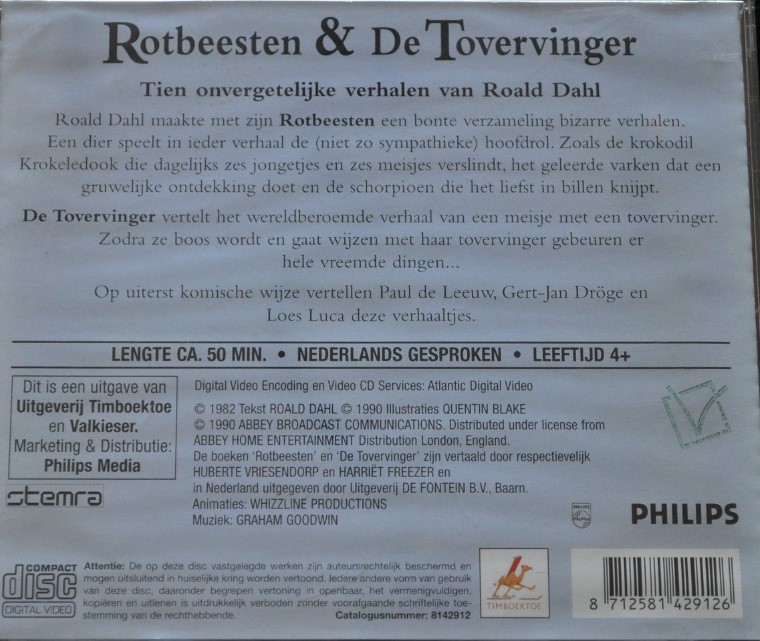 Rotbeesten & De Tovervinger
Tien onvergetelijke verhalen van Roald Dahl
Roald Dahl maakte met zijn Rotbeesten een bonte verzameling bizarre verhalen.
Een dier speelt in ieder verhaal de (niet zo sympathieke) hoofdrol. Zoals de krokodil
Krokeledook die dagelijks zes jongetjes en zes meisjes verslindt, het geleerde varken dat een
gruwelijke ontdekking doet en de schorpioen die het liefst in billen knijpt.
De Tovervinger vertelt het wereldberoemde verhaal van een meisje met een tovervinger.
Zodra ze boos wordt en gaat wijzen met haar tovervinger gebeuren er
hele vreemde dingen...
Op uiterst komische wijze vertellen Paul de Leeuw, Gert-Jan Dröge en
Loes Luca deze verhaaltjes.
LENGTE CA. 50 MIN. • NEDERLANDS GESPROKEN • LEEFTIJD 4+
Dit is een uitgave van
Uitgeverij Timboektoe
en Valkieser.
Marketing & Distributie:
Philips Media
stemra
Digital Video Encoding en Video CD Services: Atlantic Digital Video
© 1982 Tekst ROALD DAHL © 1990 Illustraties QUENTIN BLAKE
© 1990 ABBEY BROADCAST COMMUNICATIONS. Distributed under license from
ABBEY HOME ENTERTAINMENT Distribution London, England.
De boeken 'Rotbeesten' en 'De Tovervinger' zijn vertaald door respectievelijk
HUBERTE VRIESENDORP en HARRIËT FREEZER en
in Nederland uitgegeven door Uitgeverij DE FONTEIN B.V., Baarn.
Animaties: WHIZZLINE PRODUCTIONS
Muziek: GRAHAM GOODWIN
PHILIPS
COMPACT
disc
DIGITAL VIDEO
Attentie: De op deze disc vastgelegde werken zijn auteursrechtelijk beschermd en
mogen uitsluitend in huiselijke kring worden vertoond. Iedere andere vorm van gebruik
van deze disc, daaronder begrepen vertoning in openbaar, het vermenigvuldigen,
kopiëren en uitlenen is uitdrukkelijk verboden zonder voorafgaande schriftelijke toe-
stemming van de rechthebbende. Catalogusnummer: 8142912
TIMBOEKTOE
8 712581 429126